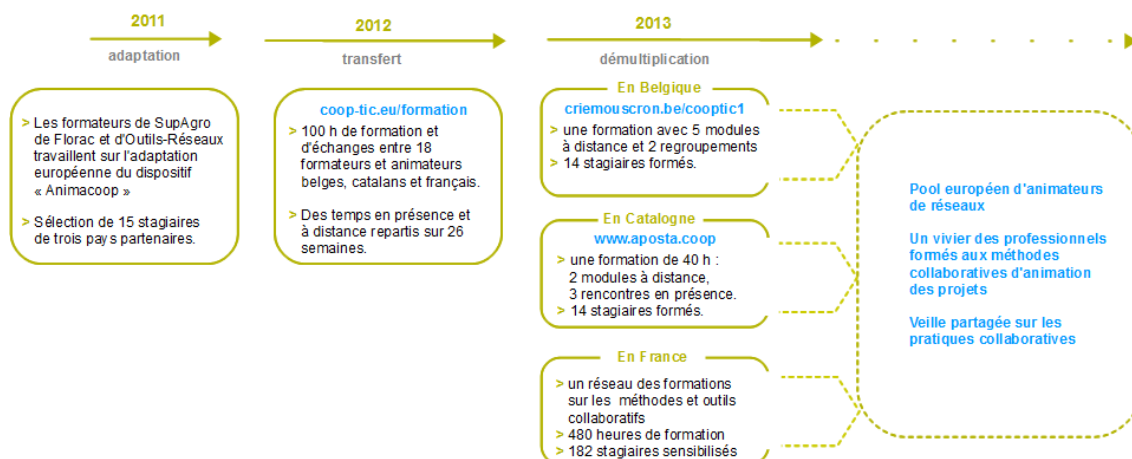 2011
adaptation
> Les formateurs de SupAgro
de Florac et d'Outils-Réseaux
travaillent sur l'adaptation
européenne du dispositif
« Animacoop »
> Sélection de 15 stagiaires
de trois pays partenaires.
2012
transfert
coop-tic.eu/formation
> 100 h de formation et
d'échanges entre 18
formateurs et animateurs
belges, catalans et français.
> Des temps en présence et
à distance repartis sur 26
semaines.
2013
démultiplication
En Belgique
criemouscron.be/cooptic1
> une formation avec 5 modules
à distance et 2 regroupements
> 14 stagiaires formés.
En Catalogne
www.aposta.coop
> une formation de 40 h :
2 modules à distance,
3 rencontres en présence.
> 14 stagiaires formés.
En France
> un réseau des formations
sur les méthodes et outils
collaboratifs
> 480 heures de formation
> 182 stagiaires sensibilisés
Pool européen d'animateurs
de réseaux
Un vivier des professionnels
formés aux méthodes
collaboratives d'animation
des projets
Veille partagée sur les
pratiques collaboratives